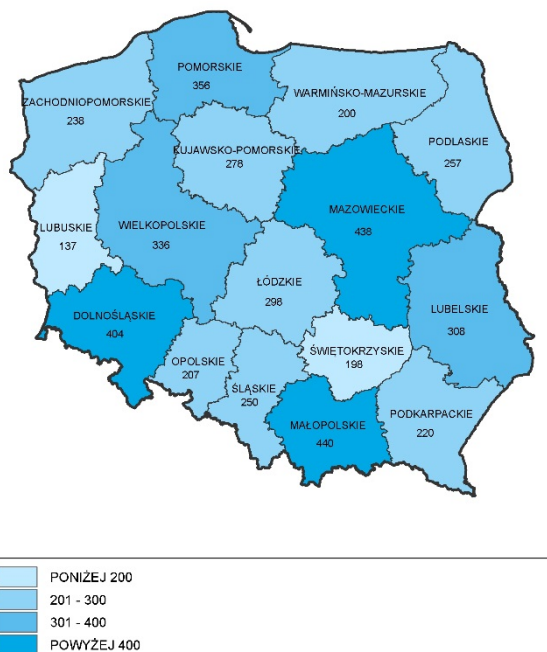 POMORSKIE
356
ZACHODNIOPOMORSKIE
238
WARMIŃSKO-MAZURSKIE
200
KUJAWSKO-POMORSKIE
278
PODLASKIE
257
MAZOWIECKIE
438
LUBUSKIE
137
WIELKOPOLSKIE
336
ŁÓDZKIE
298
LUBELSKIE
308
DOLNOŚLĄSKIE
404
OPOLSKIE
207
ŚLĄSKIE
250
ŚWIĘTOKRZYSKIE
198
MAŁOPOLSKIE
440
PODKARPACKIE
220
PONIŻEJ 200
201 - 300
301 - 400
POWYŻEJ 400